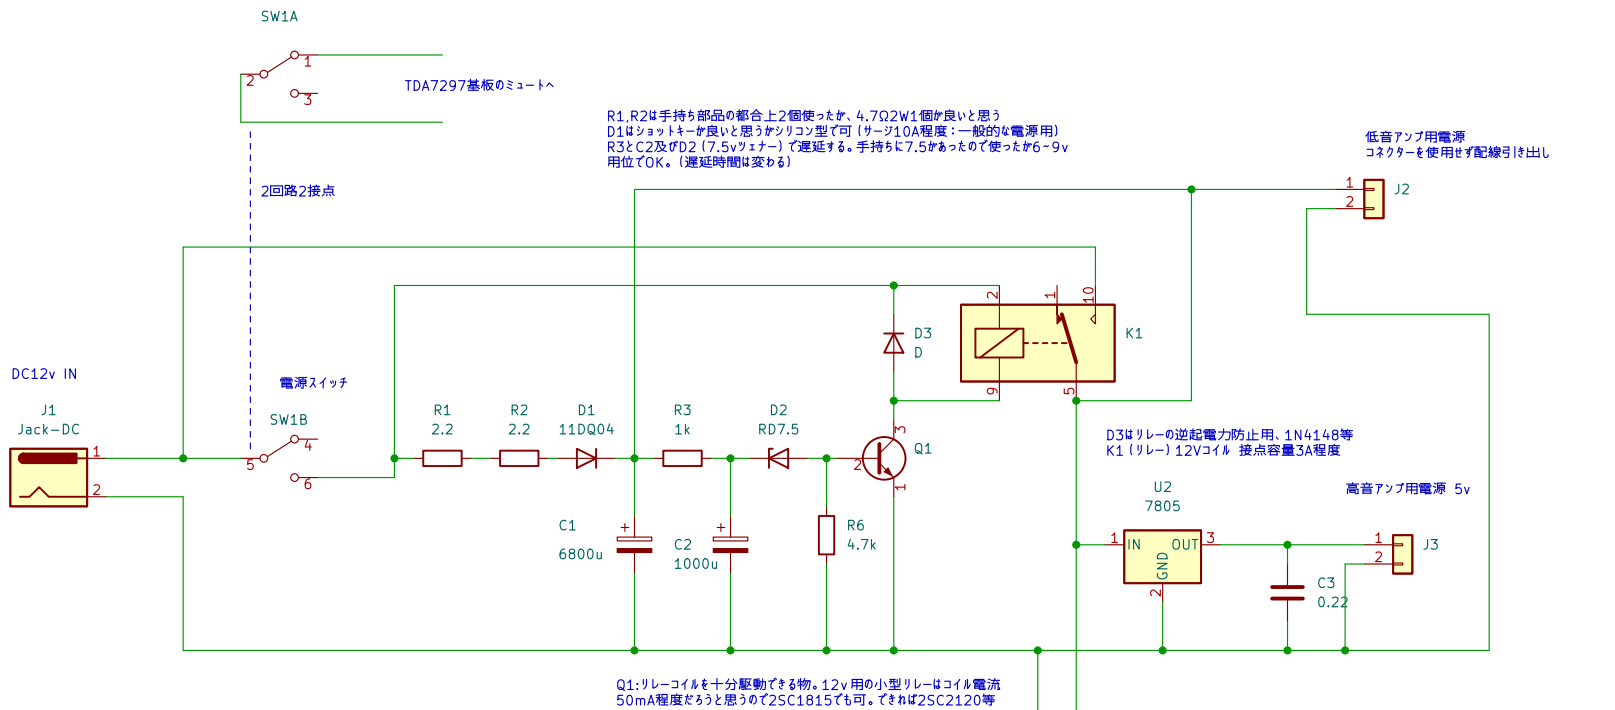 SW1A
1
2
3
TDA7297基板のミュートへ
R1,R2は手持ち部品の都合上2個使ったが、4.7Ω2W1個が良いと思う
D1はショットキーが良いと思うがシリコン型で可（サージ10A程度：一般的な電源用）
R3とC2及びD2（7.5vツェナー）で遅延する。手持ちに7.5があったので使ったが6~9v
用位でOK。（遅延時間は変わる）
低音アンプ用電源
コネクターを使用せず配線引き出し
2回路2接点
1
2
J2
2
1
10
D3
D
K1
9
5
DC12v IN
電源スイッチ
J1
Jack-DC
1
2
SW1B
4
5
6
R1
2.2
R2
2.2
D1
11DQ04
R3
1k
D2
RD7.5
3
2
1
Q1
D3はリレーの逆起電力防止用、1N4148等
K1（リレー）12Vコイル 接点容量3A程度
U2
7805
高音アンプ用電源 5v
C1
6800u
+
C2
1000u
+
R6
4.7k
1
IN
OUT
3
GND
2
1
2
J3
C3
0.22
Q1:リレーコイルを十分駆動できる物。12v用の小型リレーはコイル電流
50mA程度だろうと思うので2SC1815でも可。できれば2SC2120等